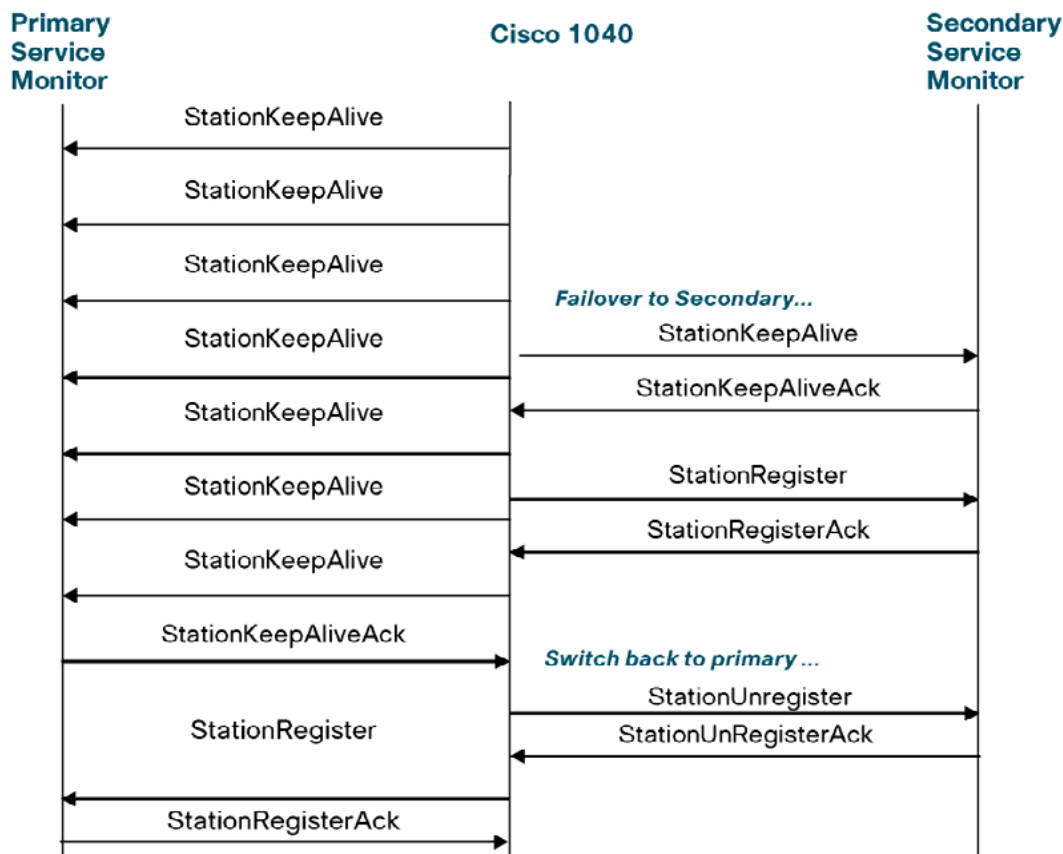 Primary
Service
Monitor
Cisco 1040
Secondary
Service
Monitor
StationKeepAlive
StationKeepAlive
StationKeepAlive
Failover to Secondary...
StationKeepAlive
StationKeepAlive
StationKeepAliveAck
StationKeepAlive
StationRegister
StationKeepAlive
StationRegisterAck
StationKeepAlive
StationKeepAliveAck
Switch back to primary ...
StationUnregister
StationRegister
StationUnRegisterAck
StationRegisterAck